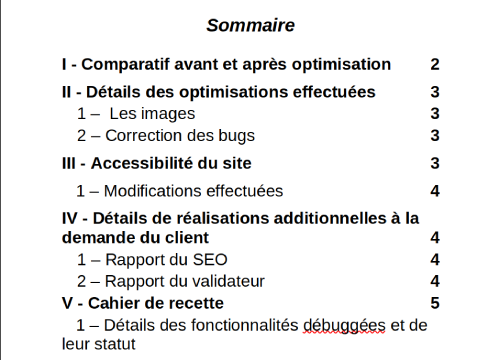 Sommaire
I - Comparatif avant et après optimisation 2
II - Détails des optimisations effectuées 3
1 – Les images 3
2 – Correction des bugs 3
III - Accessibilité du site 3
1 – Modifications effectuées 4
IV - Détails de réalisations additionnelles à la
demande du client 4
1 – Rapport du SEO 4
2 – Rapport du validateur 4
V - Cahier de recette 5
1 – Détails des fonctionnalités débuggées et de
leur statut